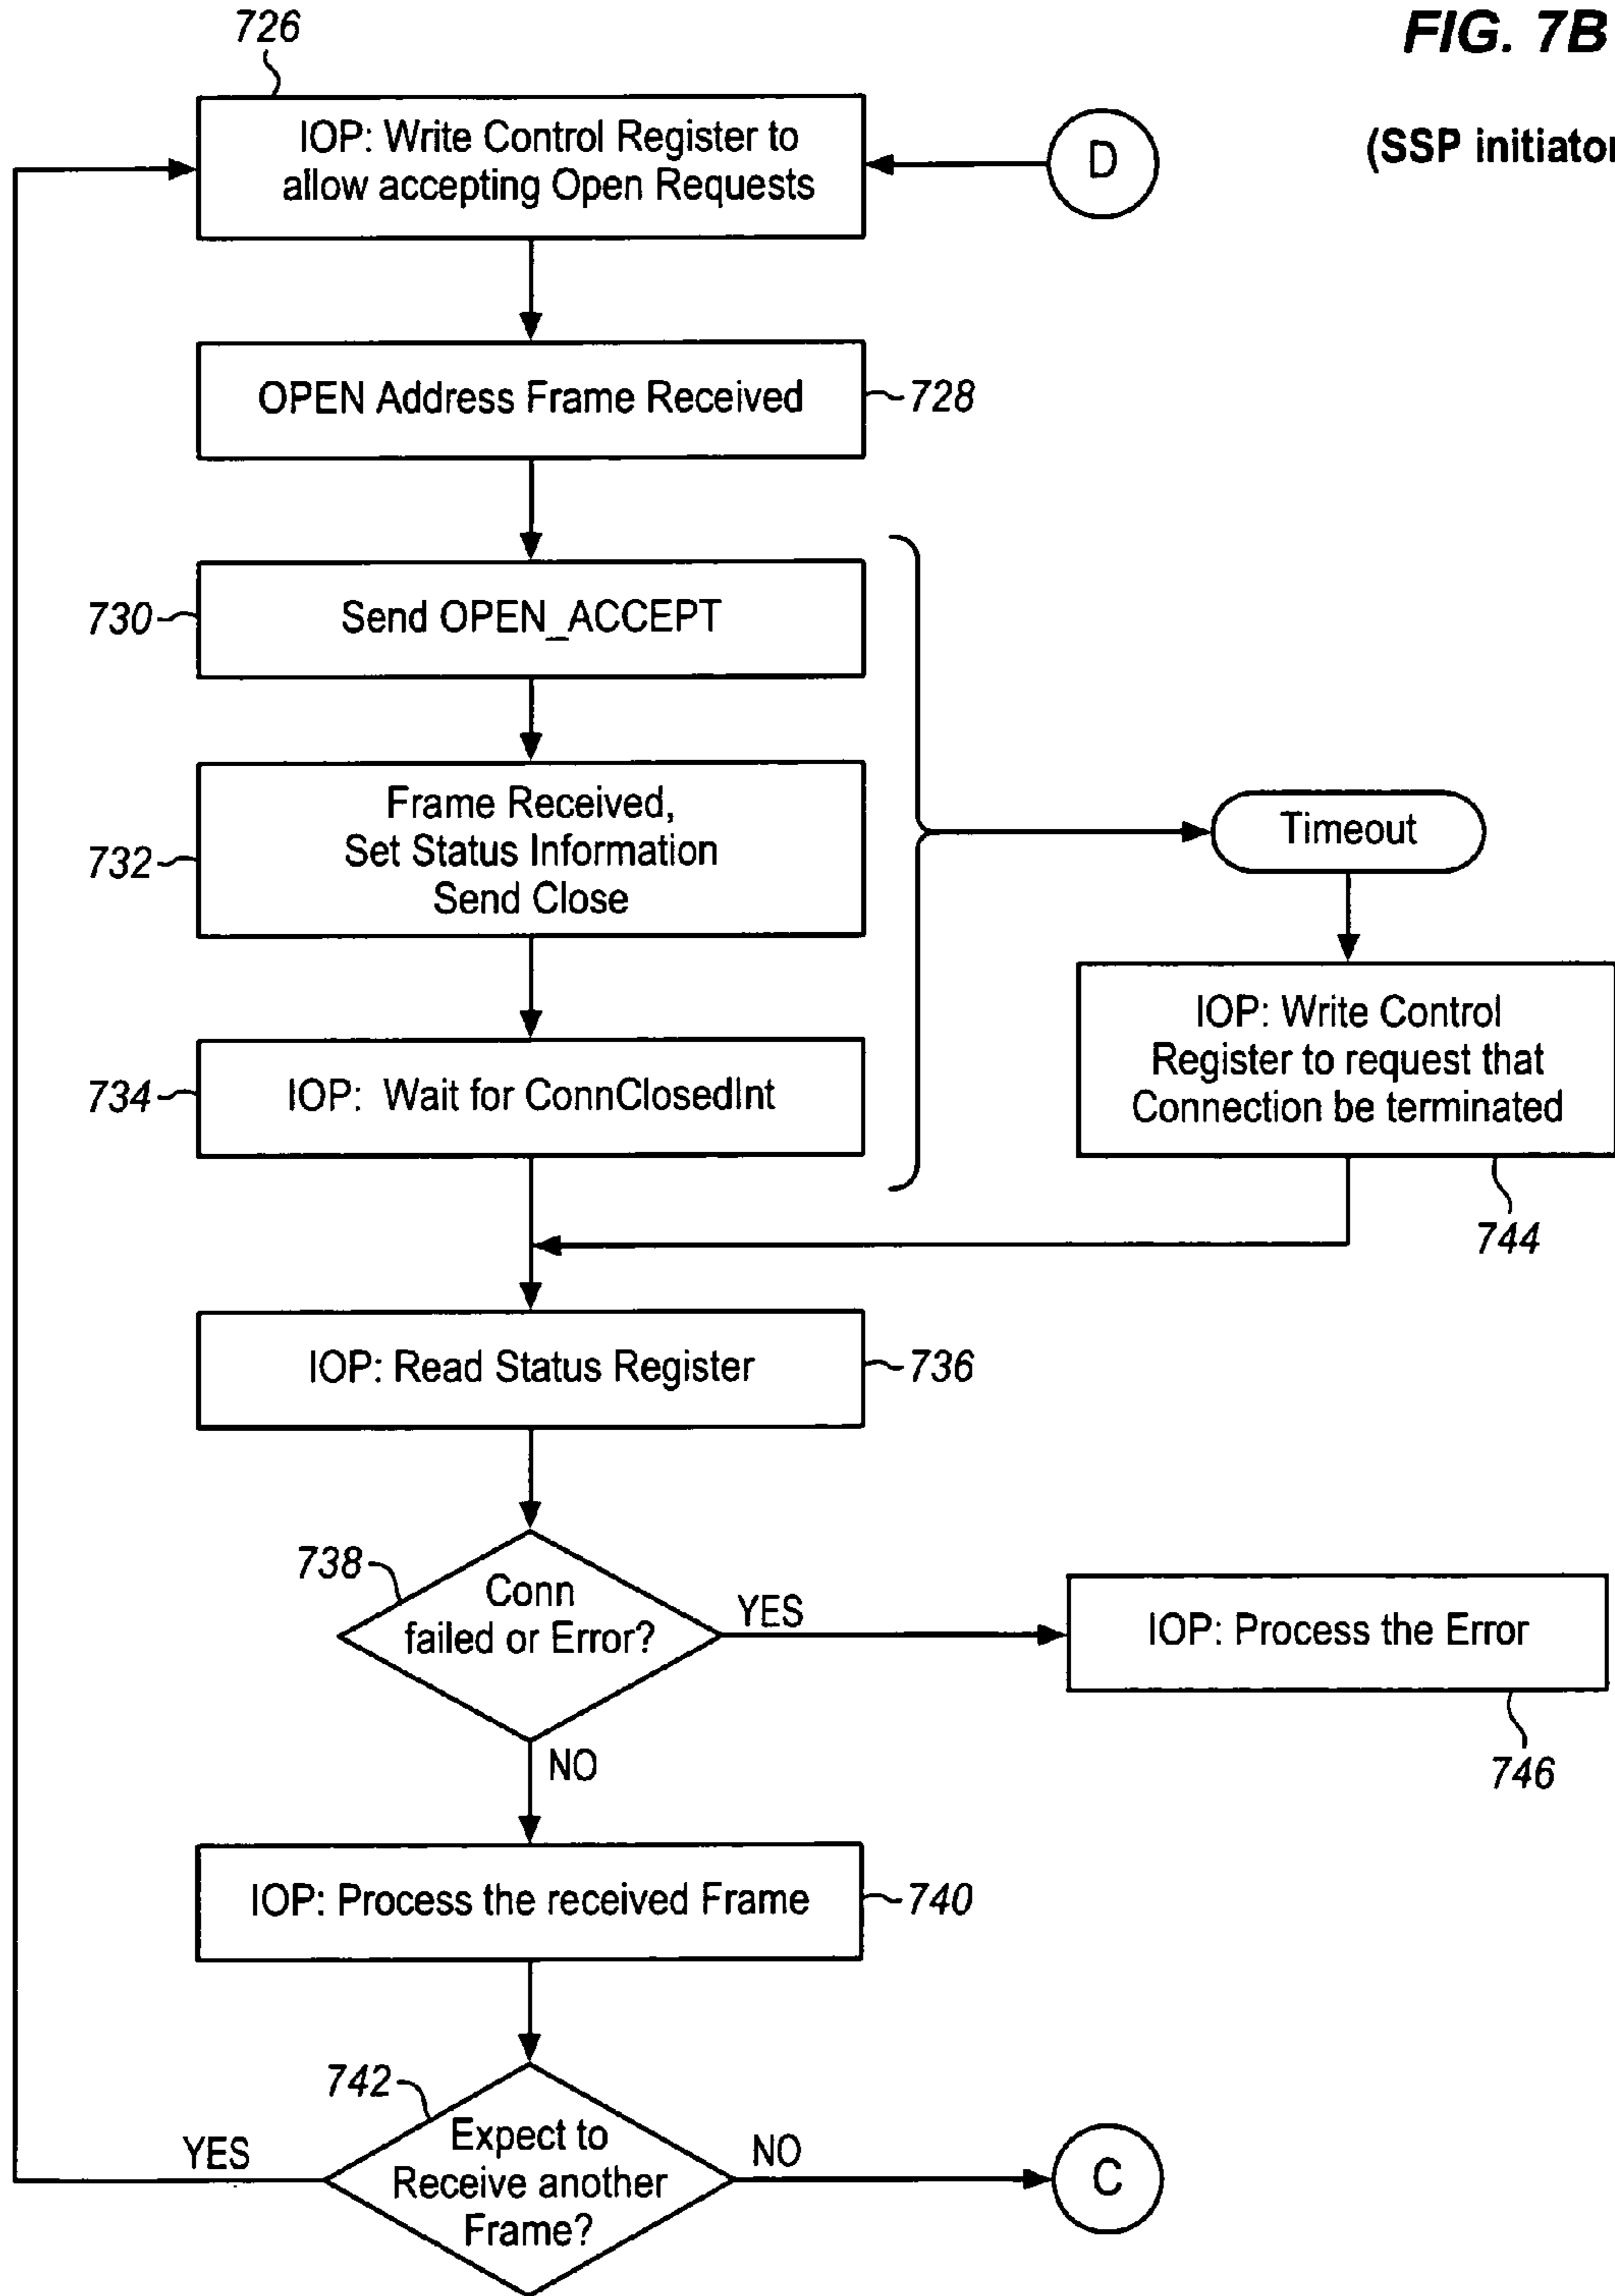 FIG. 7B
(SSP initiator
726
IOP: Write Control Register to
allow accepting Open Requests
D
OPEN Address Frame Received
728
730
Send OPEN_ACCEPT
732
Frame Received,
Set Status Information
Send Close
Timeout
734
IOP: Wait for ConnClosedInt
IOP: Write Control
Register to request that
Connection be terminated
744
IOP: Read Status Register
736
738
Conn
failed or Error?
YES
IOP: Process the Error
746
NO
IOP: Process the received Frame
740
742
Expect to
Receive another
Frame?
YES
NO
C